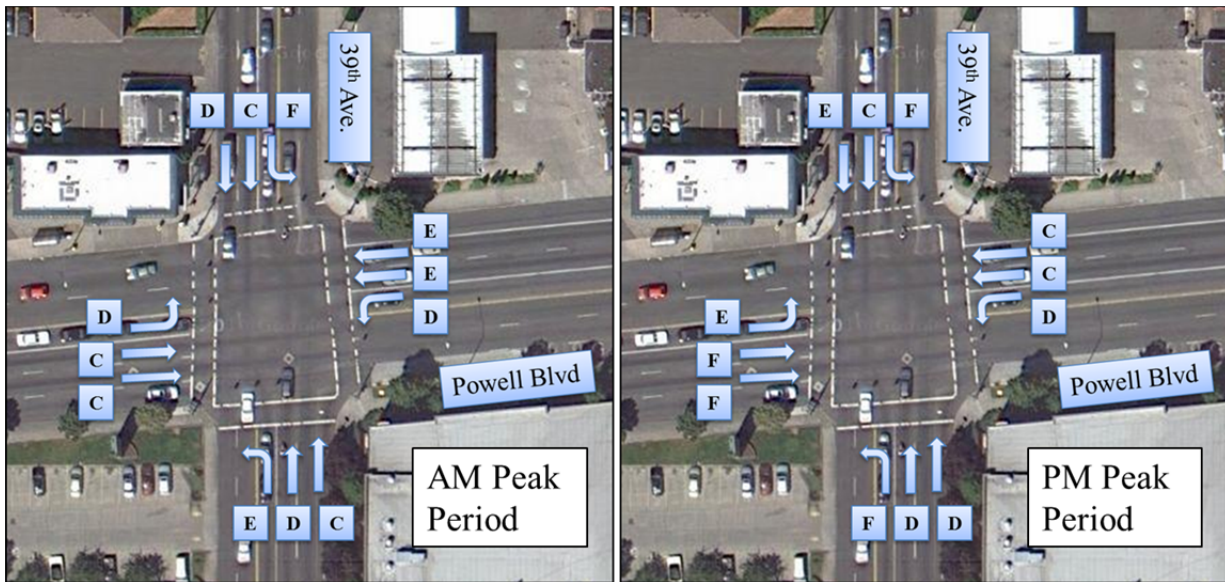 39th Ave.
D C F
E
E
D
D
C
C
Powell Blvd
E D C
AM Peak
Period
39th Ave.
E C F
C
C
D
E
F
F
Powell Blvd
F D D
PM Peak
Period